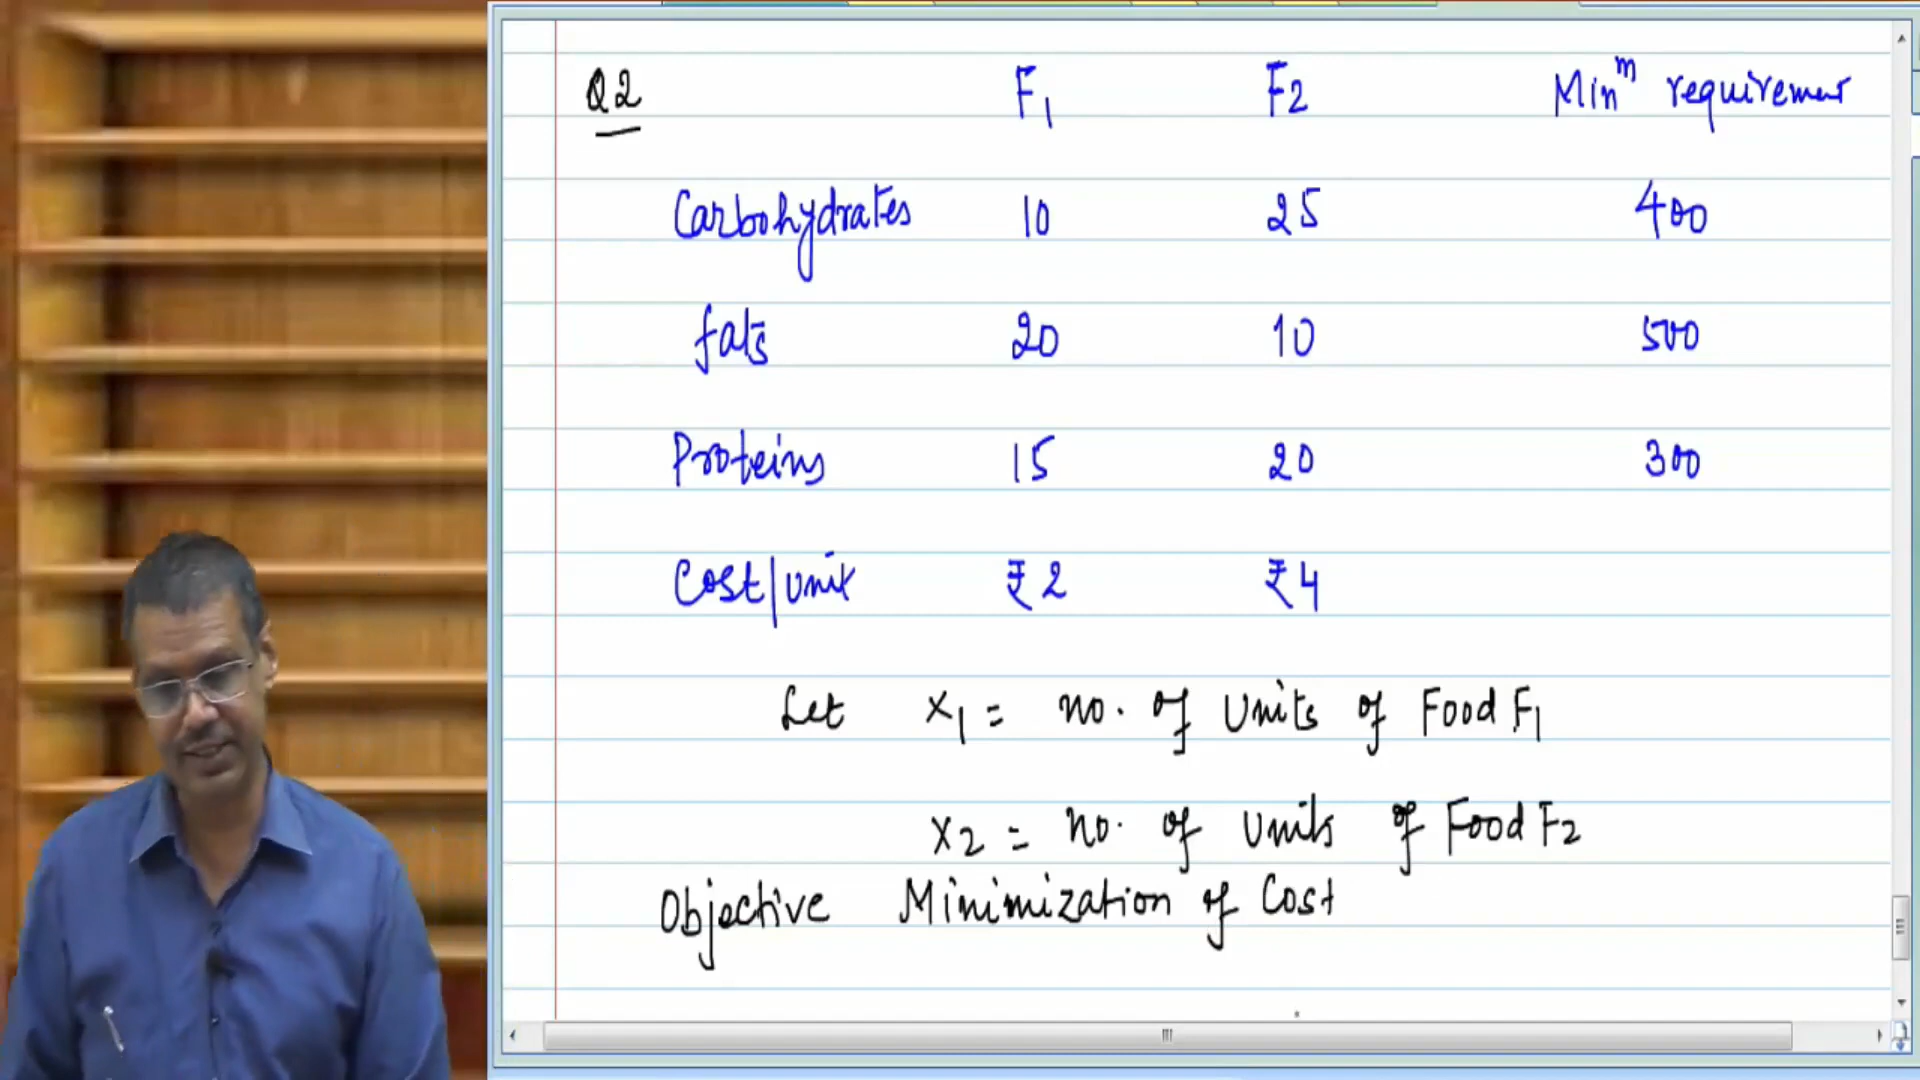 Q2 F1 F2 Minm requirement
Carbohydrates 10 25 400
fats 20 10 500
Proteins 15 20 300
Cost/Unit ₹2 ₹4
Let x1 = no. of Units of Food F1
x2 = no. of Units of Food F2
Objective Minimization of Cost